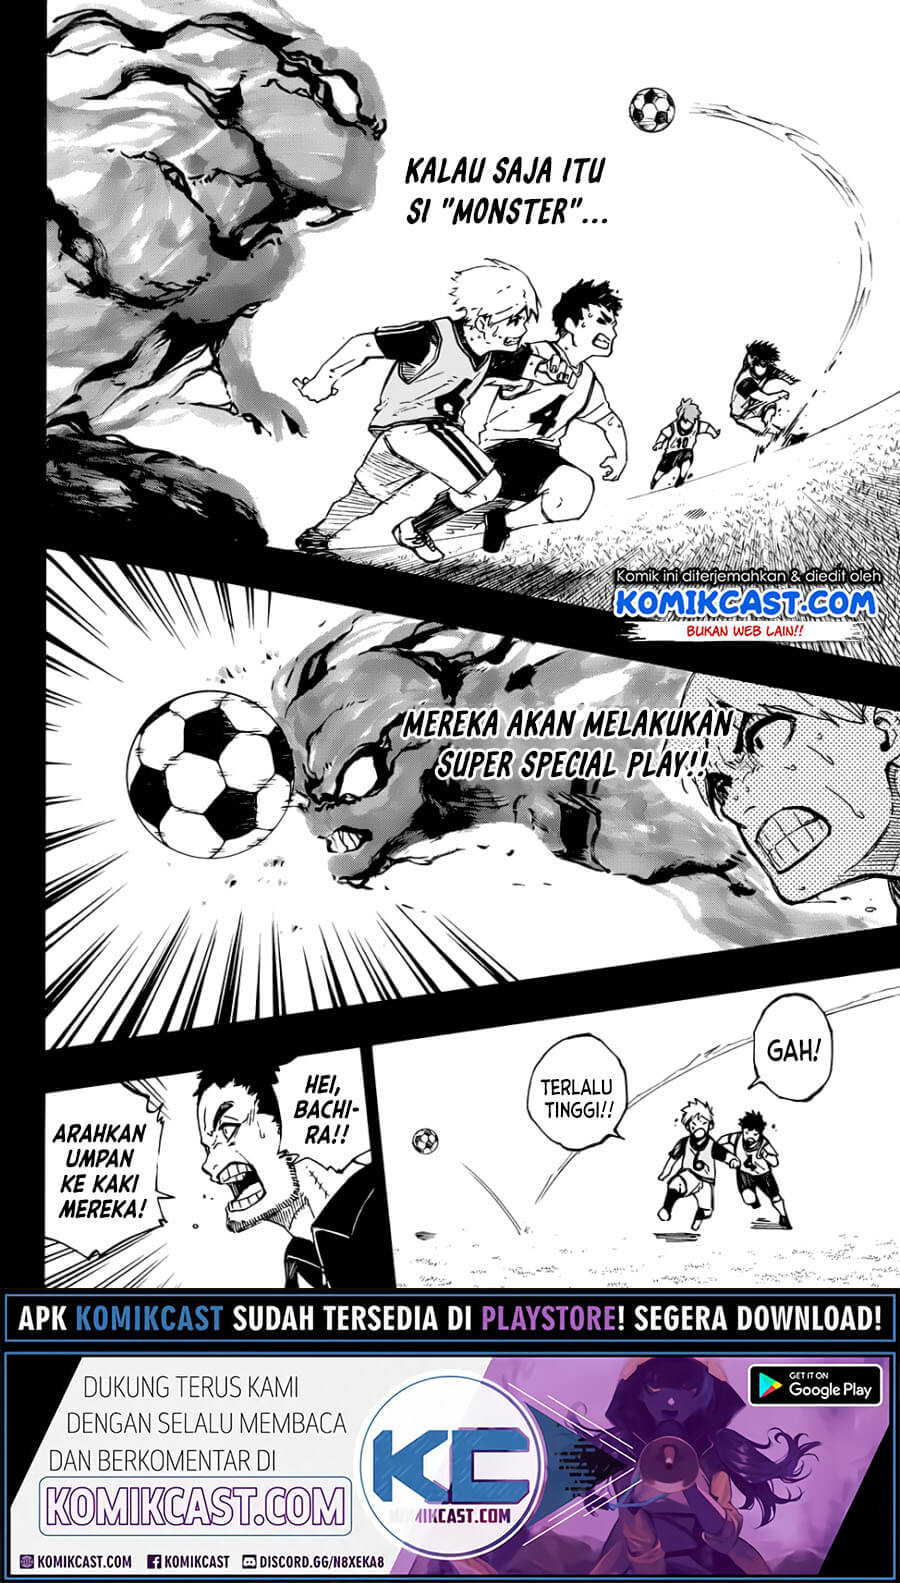 KALAU SAJA ITU
SI "MONSTER"...
4
10
Komik ini diterjemahkan & diedit oleh
KOMIKCAST.COM
BUKAN WEB LAIN!!
MEREKA AKAN MELAKUKAN
SUPER SPECIAL PLAY!!
HEI,
BACHI-
RA!!
ARAHKAN
UMPAN
KE KAKI
MEREKA!
GAH!
TERLALU
TINGGI!!
6
APK KOMIKCAST SUDAH TERSEDIA DI PLAYSTORE! SEGERA DOWNLOAD!
DUKUNG TERUS KAMI
DENGAN SELALU MEMBACA
DAN BERKOMENTAR DI
KOMIKCAST.COM
KC
KOMIKCAST.COM
GET IT ON
Google Play
KOMIKCAST.COM
KOMIKCAST
DISCORD.GG/N8XEKA8